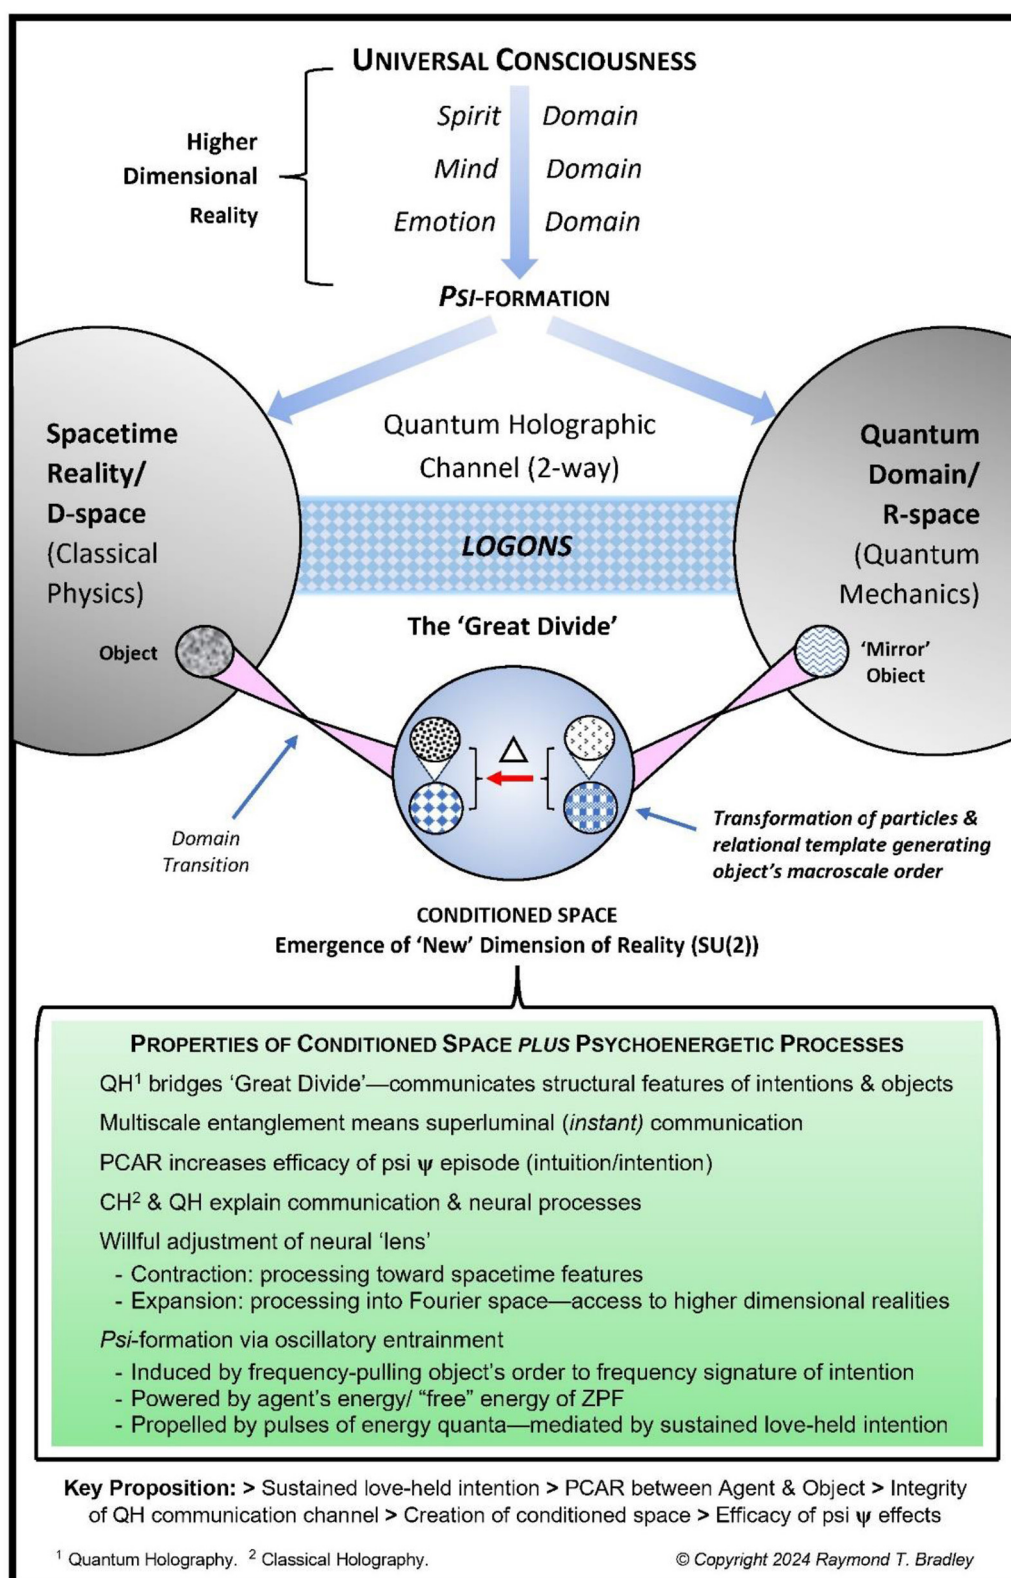 UNIVERSAL CONSCIOUSNESS
Spirit Domain
Mind Domain
Emotion Domain
Higher
Dimensional
Reality
PSI-FORMATION
Spacetime
Reality/
D-space
(Classical
Physics)
Quantum Holographic
Channel (2-way)
LOGONS
The ‘Great Divide’
Quantum
Domain/
R-space
(Quantum
Mechanics)
Object
‘Mirror’
Object
△
Domain
Transition
Transformation of particles &
relational template generating
object’s macroscale order
CONDITIONED SPACE
Emergence of ‘New’ Dimension of Reality (SU(2))
PROPERTIES OF CONDITIONED SPACE PLUS PSYCHOENERGETIC PROCESSES
QH¹ bridges ‘Great Divide’—communicates structural features of intentions & objects
Multiscale entanglement means superluminal (instant) communication
PCAR increases efficacy of psi ψ episode (intuition/intention)
CH² & QH explain communication & neural processes
Willful adjustment of neural ‘lens’
- Contraction: processing toward spacetime features
- Expansion: processing into Fourier space—access to higher dimensional realities
Psi-formation via oscillatory entrainment
- Induced by frequency-pulling object’s order to frequency signature of intention
- Powered by agent’s energy/ “free” energy of ZPF
- Propelled by pulses of energy quanta—mediated by sustained love-held intention
Key Proposition: > Sustained love-held intention > PCAR between Agent & Object > Integrity
of QH communication channel > Creation of conditioned space > Efficacy of psi ψ effects
¹ Quantum Holography. ² Classical Holography.
© Copyright 2024 Raymond T. Bradley